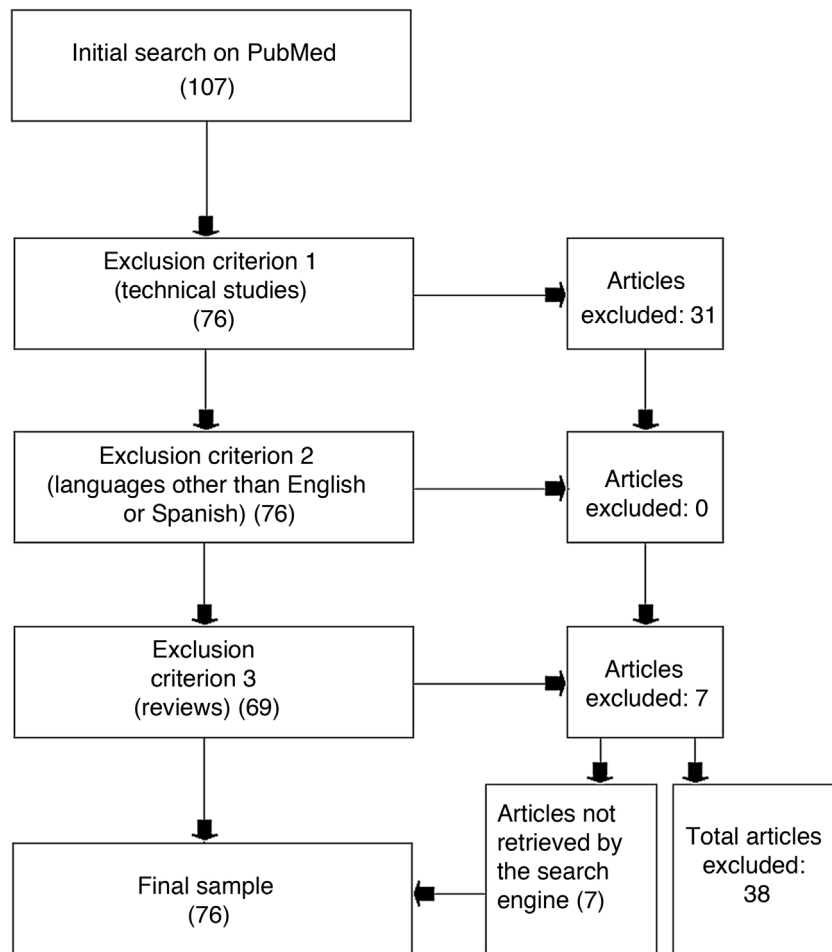 Initial search on PubMed
(107)
Exclusion criterion 1
(technical studies)
(76)
Articles
excluded: 31
Exclusion criterion 2
(languages other than English
or Spanish) (76)
Articles
excluded: 0
Exclusion
criterion 3
(reviews) (69)
Articles
excluded: 7
Articles not
retrieved by
the search
engine (7)
Total articles
excluded:
38
Final sample
(76)